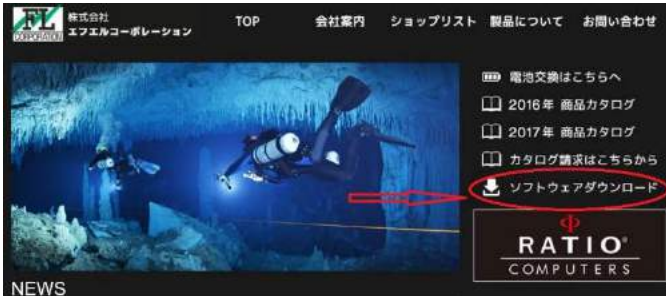 FL
CORPORATION
株式会社
エフエルコーポレーション
TOP 会社案内 ショップリスト 製品について お問い合わせ
電池交換はこちらへ
2016年 商品カタログ
2017年 商品カタログ
カタログ請求はこちらから
ソフトウェアダウンロード
RATIO
COMPUTERS
NEWS